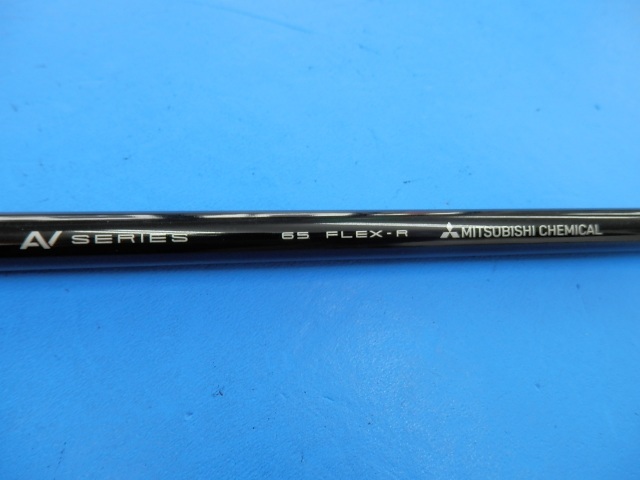 AV SERIES 65 FLEX-R MITSUBISHI CHEMICAL